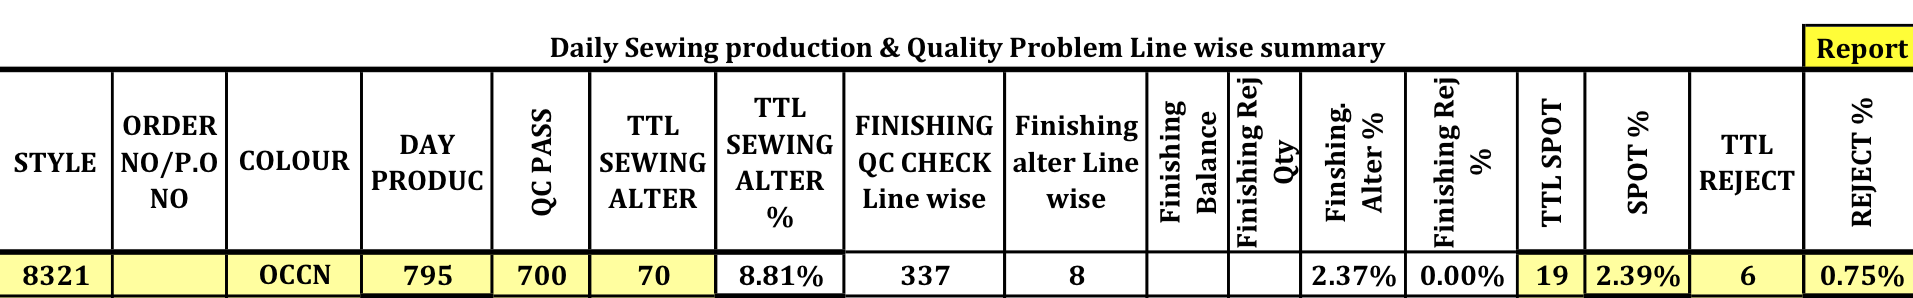 Daily Sewing production & Quality Problem Line wise summary
Report
STYLE
ORDER
NO/P.O
NO
COLOUR
DAY
PRODUC
QC PASS
TTL
SEWING
ALTER
TTL
SEWING
ALTER
%
FINISHING
QC CHECK
Line wise
Finishing
alter Line
wise
Finishing
Balance
Finishing Rej
Qty
Finshing.
Alter %
Finishing Rej
%
TTL SPOT
SPOT %
TTL
REJECT
REJECT %
8321 OCCN 795 700 70 8.81% 337 8 2.37% 0.00% 19 2.39% 6 0.75%